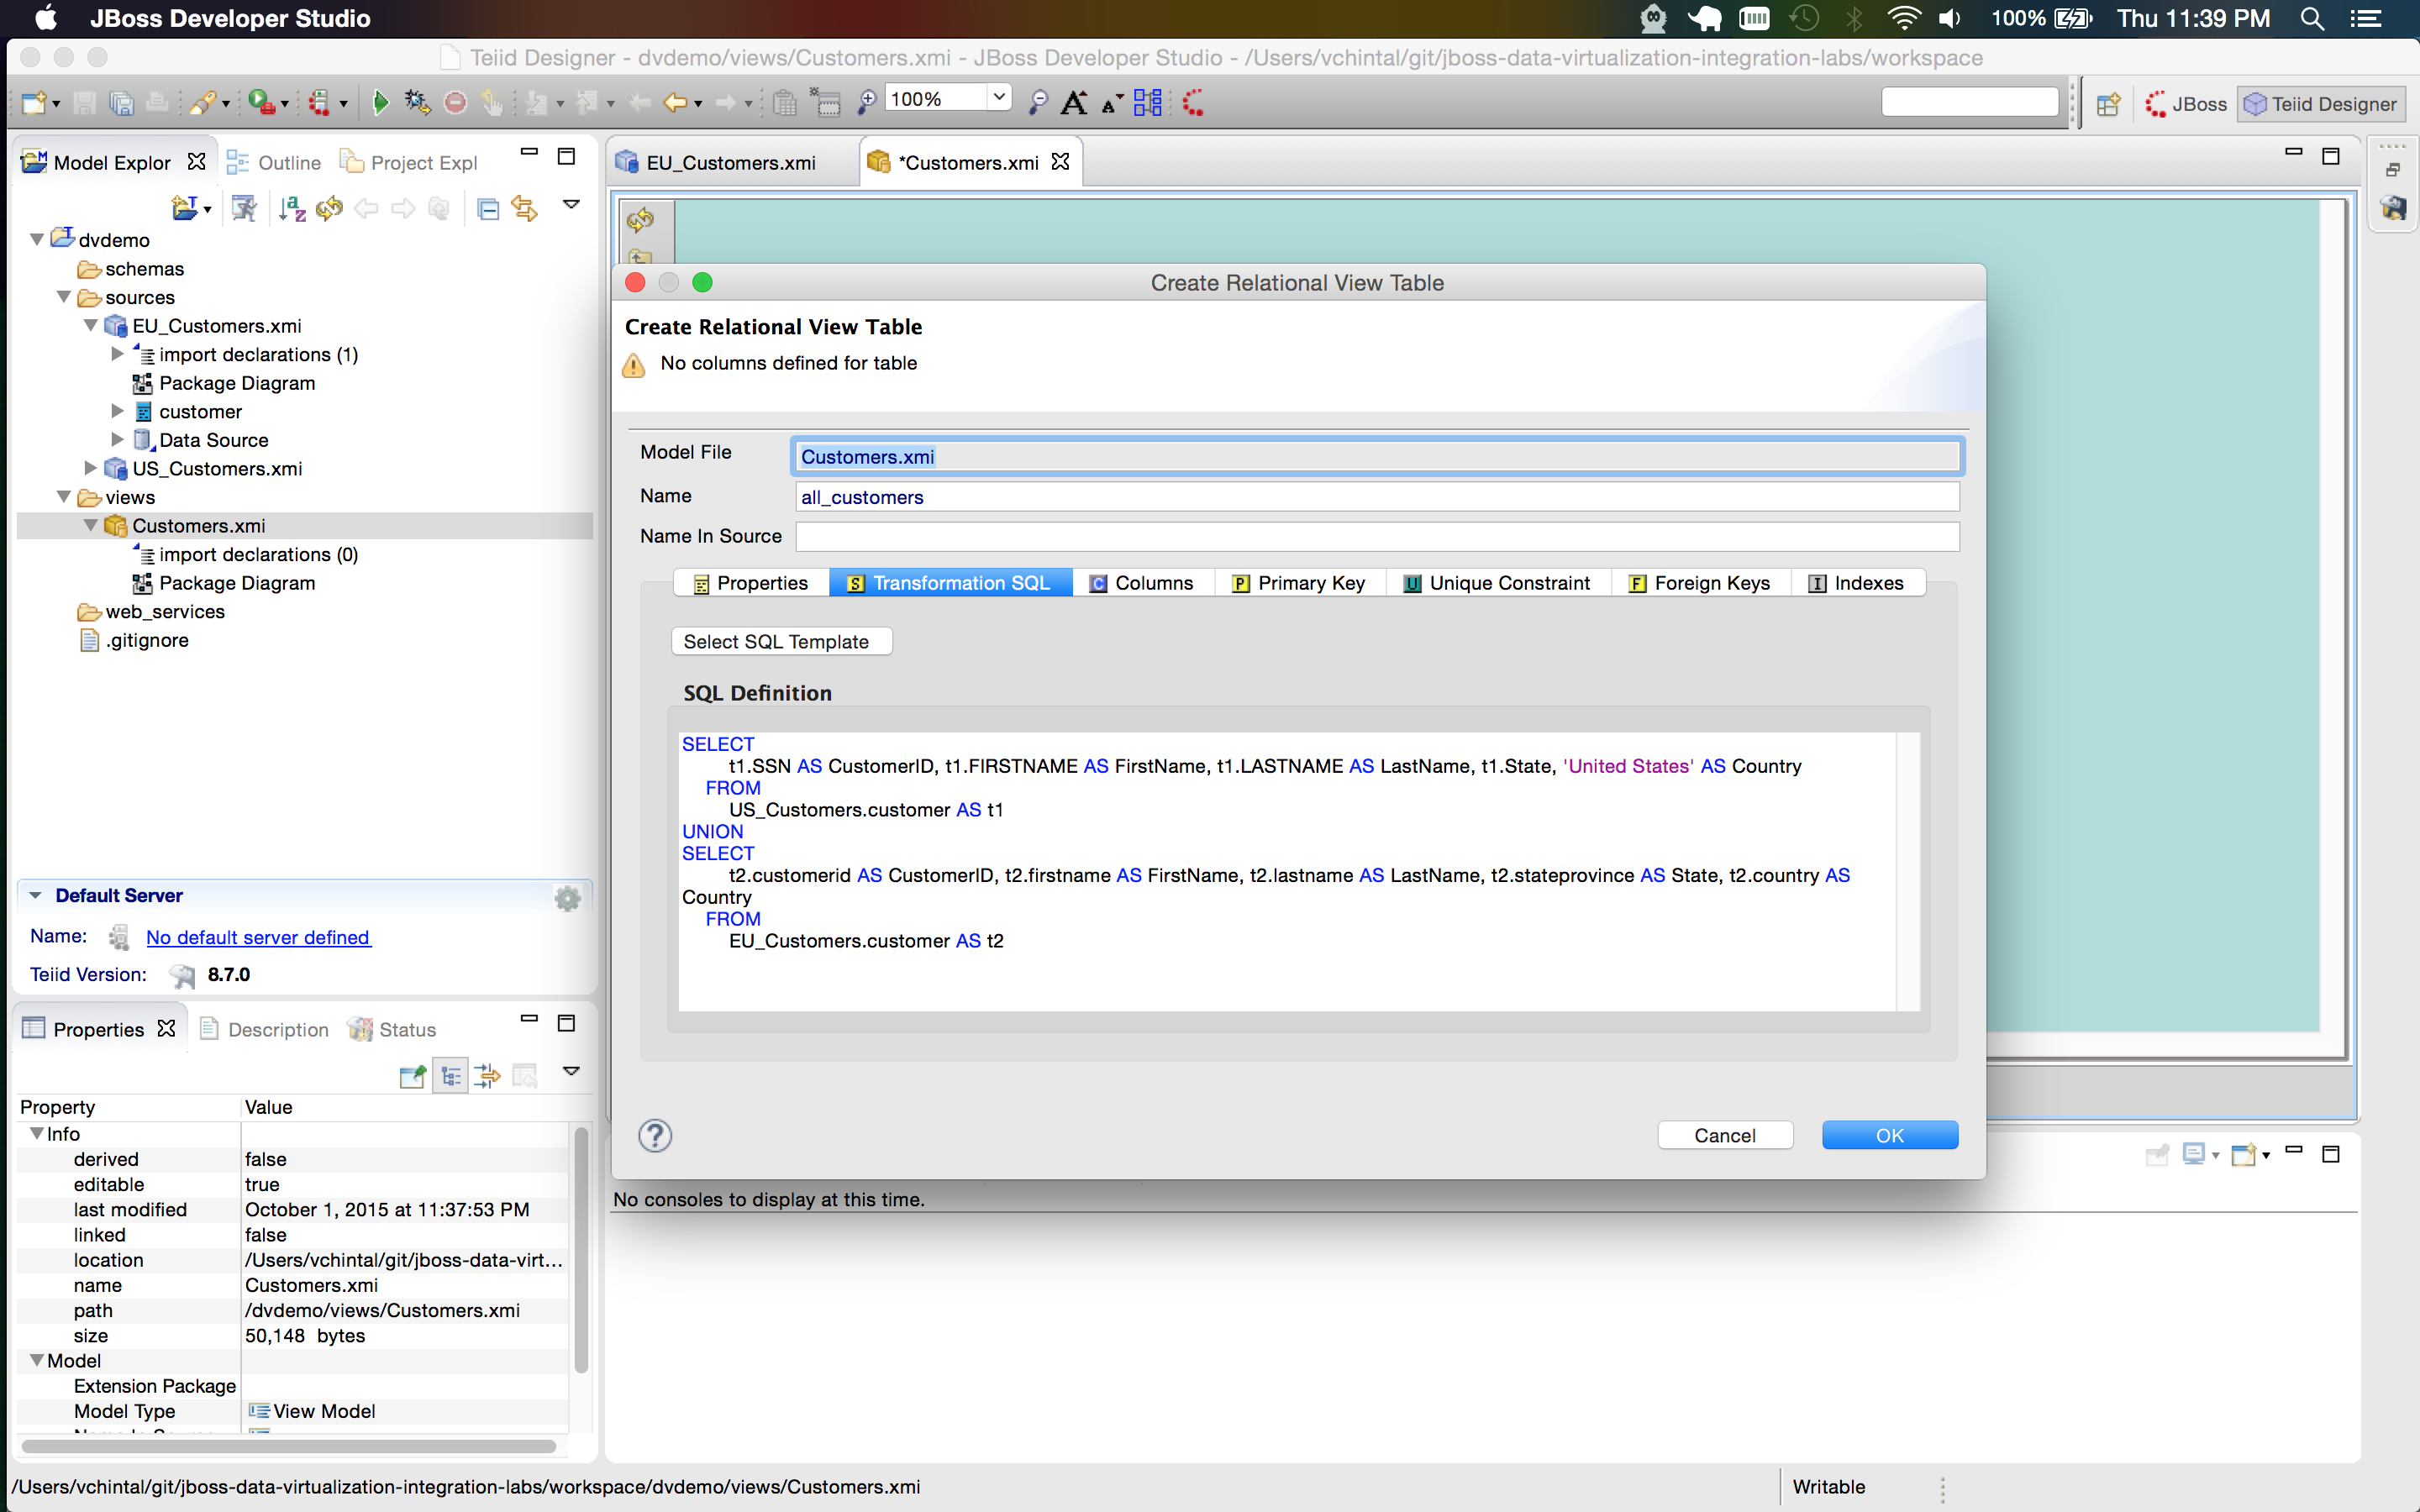 JBoss Developer Studio
100%
Thu 11:39 PM
Teiid Designer - dvdemo/views/Customers.xmi - JBoss Developer Studio - /Users/vchintal/git/jboss-data-virtualization-integration-labs/workspace
100%
JBoss
Teiid Designer
Model Explor
Outline
Project Expl
EU_Customers.xmi
*Customers.xmi
dvdemo
schemas
sources
EU_Customers.xmi
import declarations (1)
Package Diagram
customer
Data Source
US_Customers.xmi
views
Customers.xmi
import declarations (0)
Package Diagram
web_services
.gitignore
Default Server
Name:
No default server defined
Teiid Version:
8.7.0
Properties
Description
Status
Property Value
Info
derived false
editable true
last modified October 1, 2015 at 11:37:53 PM
linked false
location /Users/vchintal/git/jboss-data-virt...
name Customers.xmi
path /dvdemo/views/Customers.xmi
size 50,148 bytes
Model
Extension Package
Model Type View Model
Create Relational View Table
Create Relational View Table
No columns defined for table
Model File Customers.xmi
Name all_customers
Name In Source
Properties
Transformation SQL
Columns
Primary Key
Unique Constraint
Foreign Keys
Indexes
Select SQL Template
SQL Definition
SELECT
t1.SSN AS CustomerID, t1.FIRSTNAME AS FirstName, t1.LASTNAME AS LastName, t1.State, 'United States' AS Country
FROM
US_Customers.customer AS t1
UNION
SELECT
t2.customerid AS CustomerID, t2.firstname AS FirstName, t2.lastname AS LastName, t2.stateprovince AS State, t2.country AS
Country
FROM
EU_Customers.customer AS t2
Cancel
OK
No consoles to display at this time.
/Users/vchintal/git/jboss-data-virtualization-integration-labs/workspace/dvdemo/views/Customers.xmi
Writable